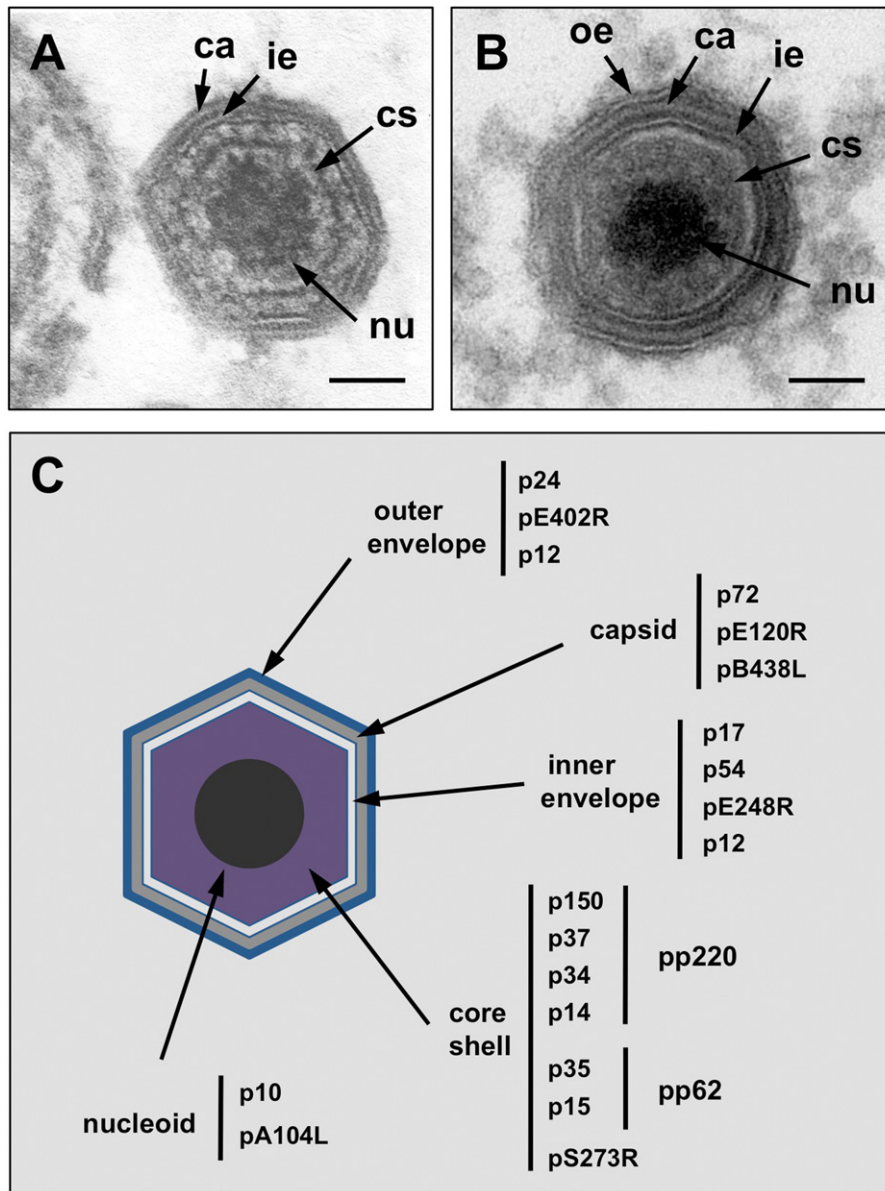 A
ca
ie
cs
nu
B
oe
ca
ie
cs
nu
C
outer
envelope
p24
pE402R
p12
capsid
p72
pE120R
pB438L
inner
envelope
p17
p54
pE248R
p12
core
shell
p150
p37
p34
p14
pp220
p35
p15
pp62
pS273R
nucleoid
p10
pA104L